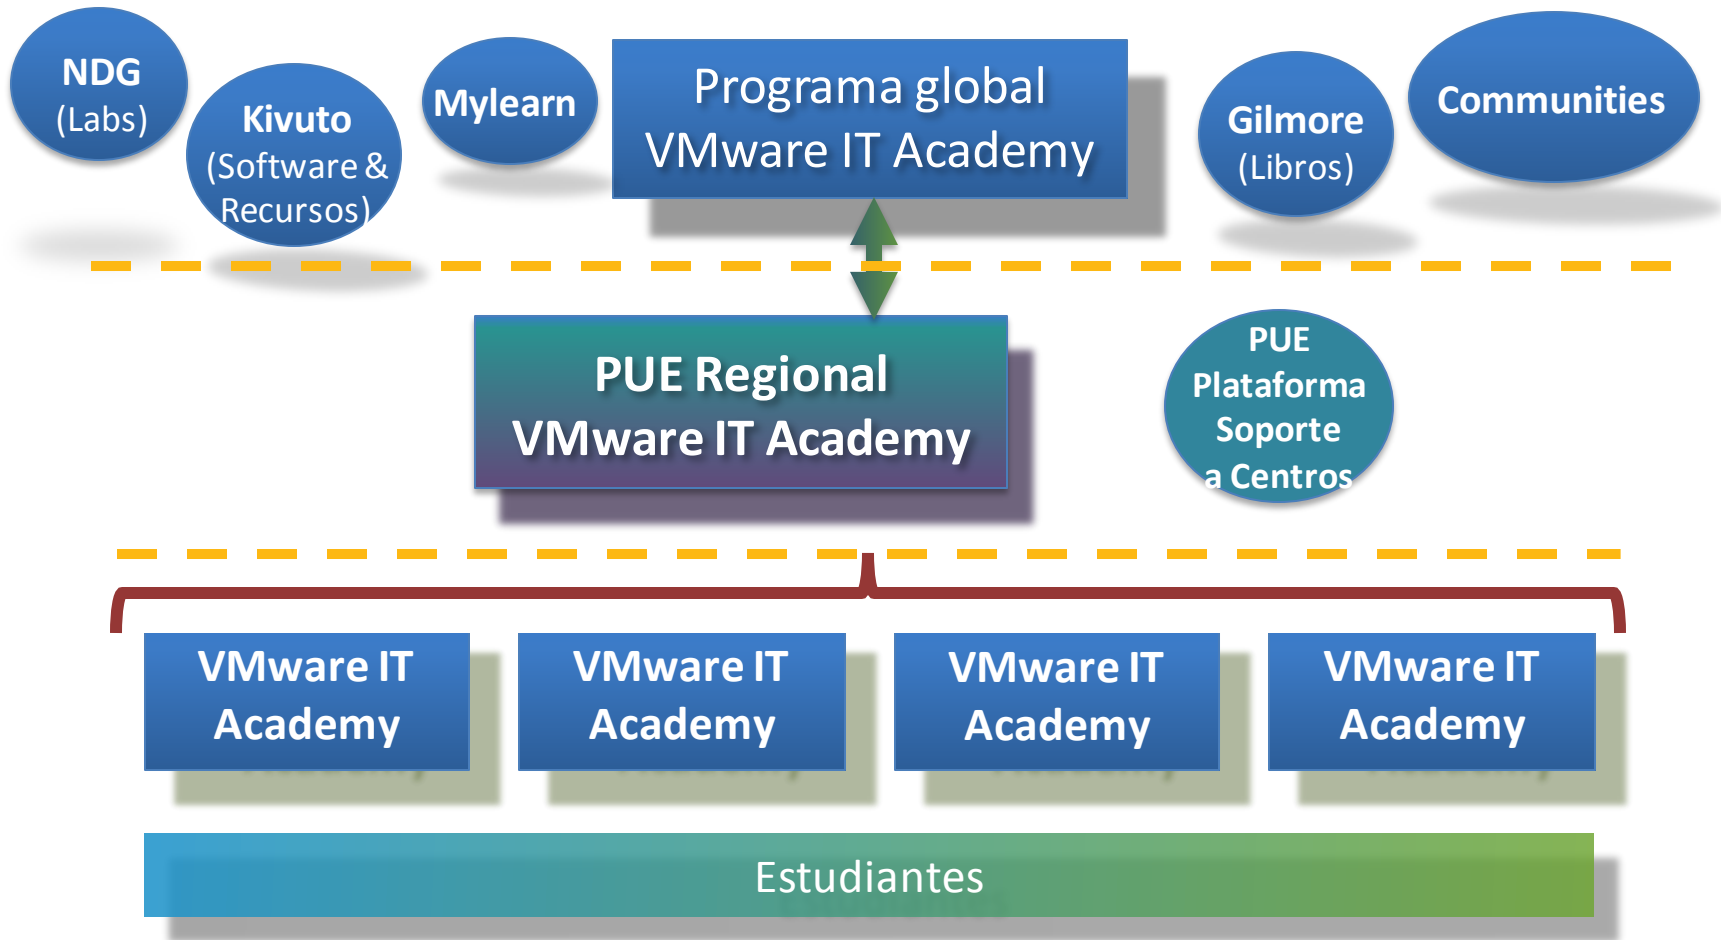 NDG
(Labs)
Kivuto
(Software &
Recursos)
Mylearn
Programa global
VMware IT Academy
Gilmore
(Libros)
Communities
PUE Regional
VMware IT Academy
PUE
Plataforma
Soporte
a Centros
VMware IT
Academy
VMware IT
Academy
VMware IT
Academy
VMware IT
Academy
Estudiantes